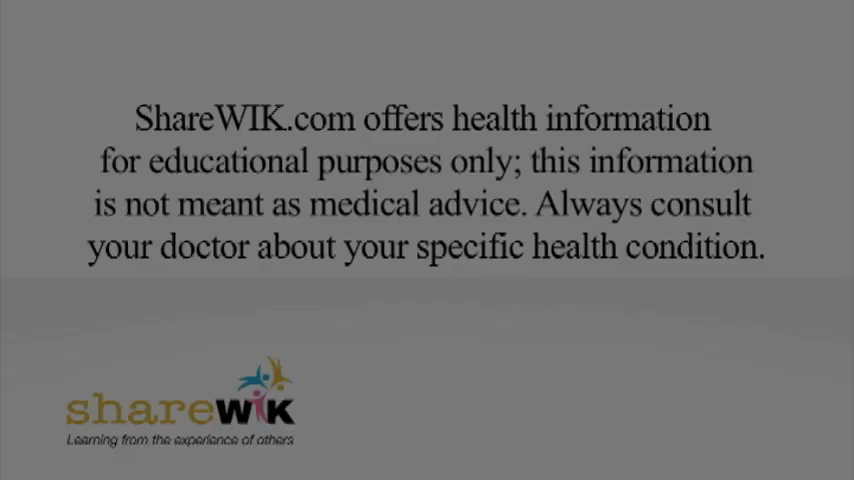 ShareWIK.com offers health information
for educational purposes only; this information
is not meant as medical advice. Always consult
your doctor about your specific health condition.
sharewiK
Learning from the experience of others